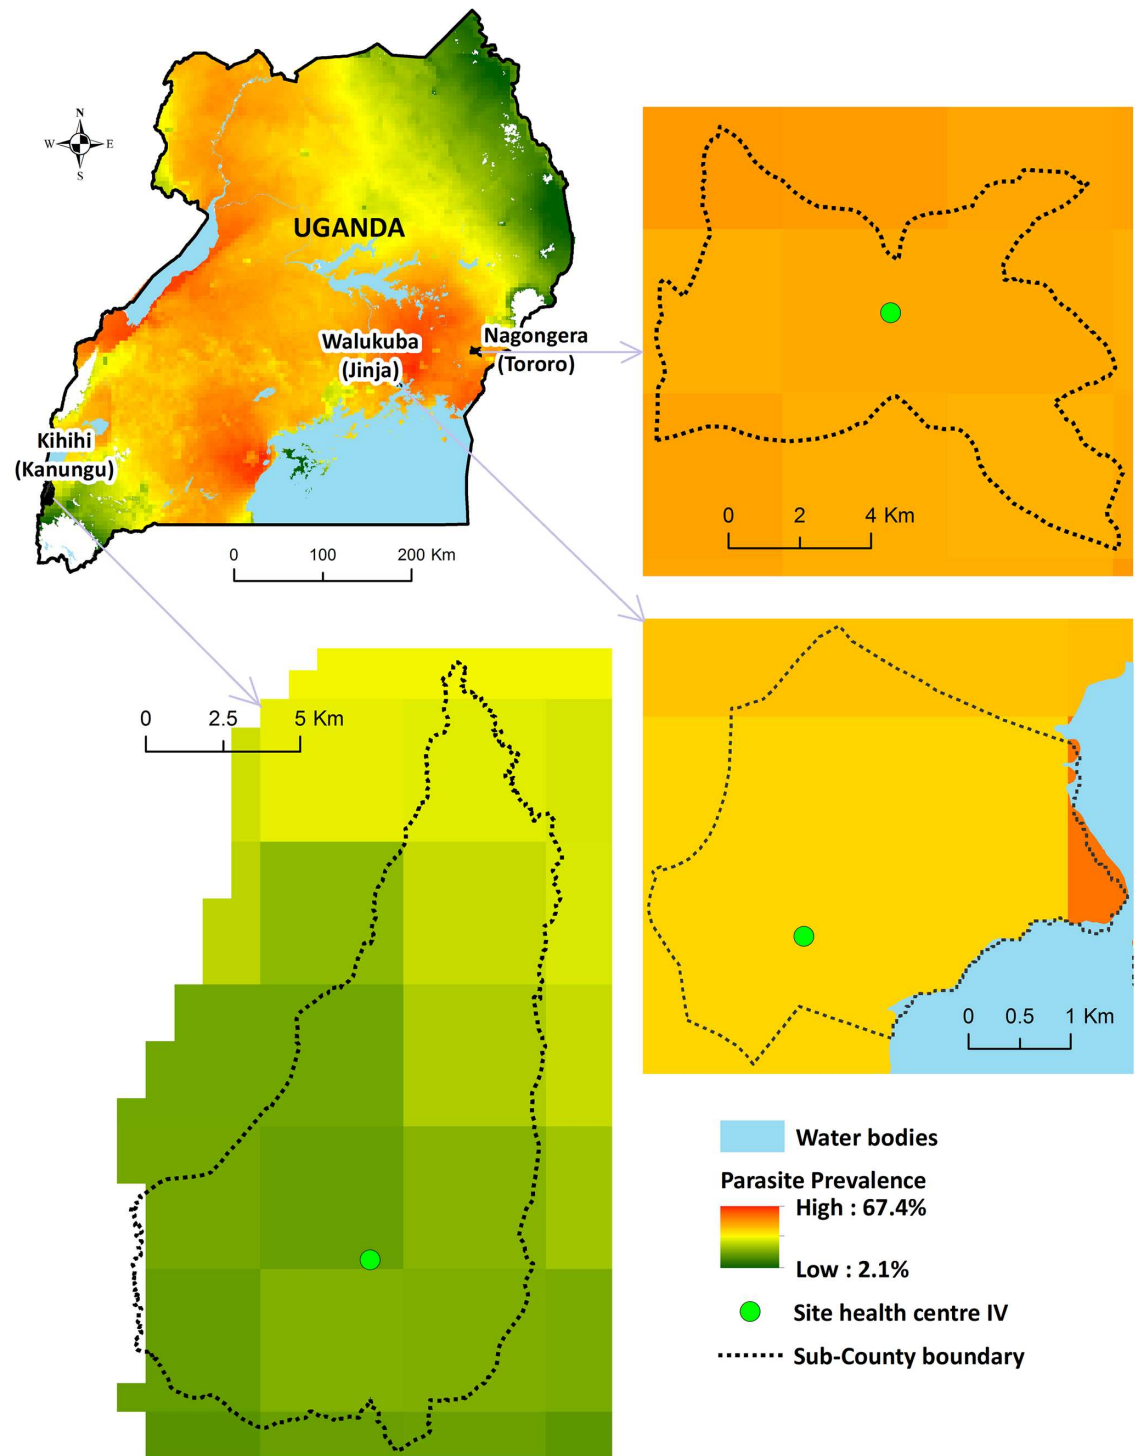 N
W E
S
UGANDA
Walukuba
(Jinja)
Nagongera
(Tororo)
Kihihi
(Kanungu)
0 100 200 Km
0 2 4 Km
0 2.5 5 Km
0 0.5 1 Km
Water bodies
Parasite Prevalence
High : 67.4%
Low : 2.1%
Site health centre IV
Sub-County boundary